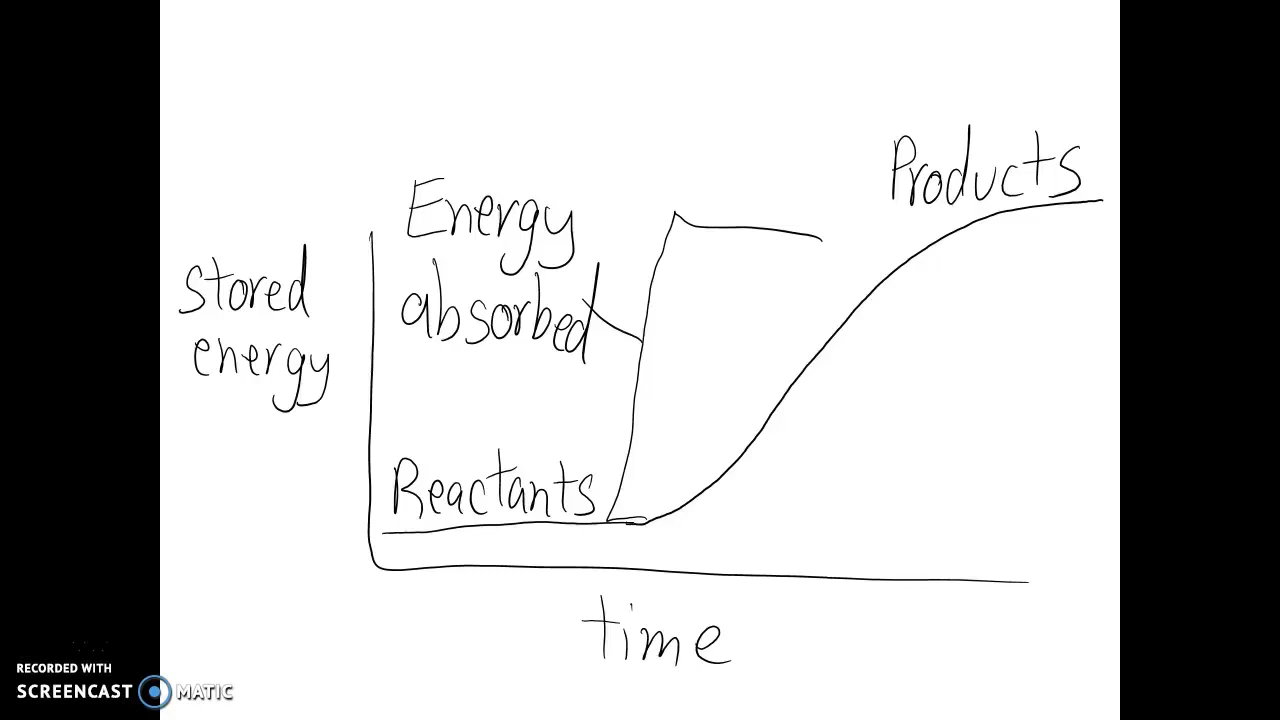 Products
Energy
absorbed
stored
energy
Reactants
time
RECORDED WITH
SCREENCAST MATIC